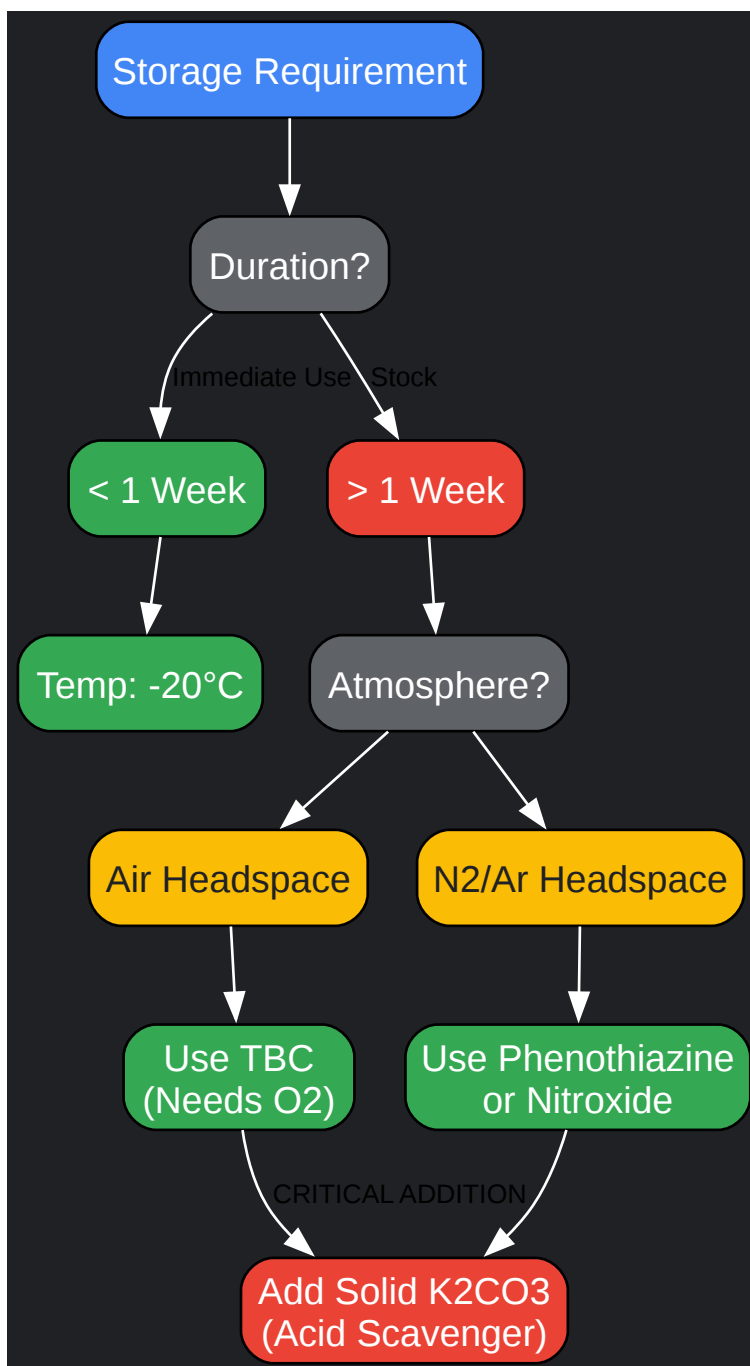 Storage Requirement
Duration?
Immediate Use
Stock
< 1 Week
> 1 Week
Temp: -20°C
Atmosphere?
Air Headspace
N2/Ar Headspace
Use TBC
(Needs O2)
Use Phenothiazine
or Nitroxide
CRITICAL ADDITION
Add Solid K2CO3
(Acid Scavenger)